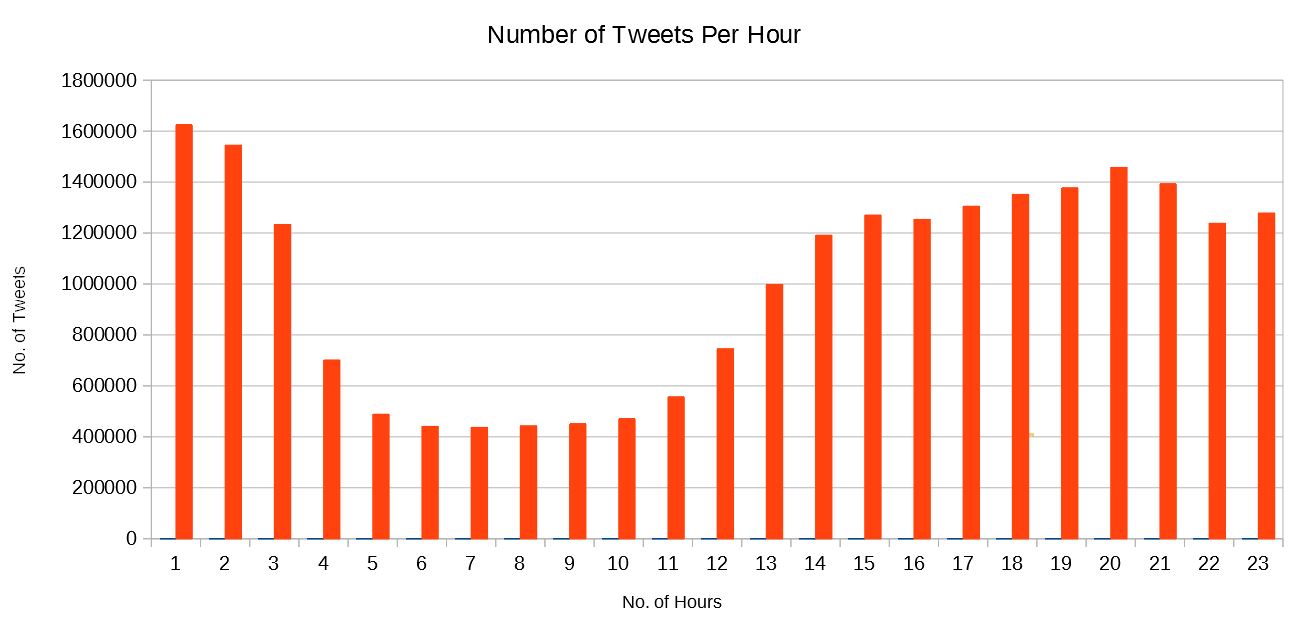 Number of Tweets Per Hour
1800000
1600000
1400000
1200000
1000000
800000
600000
400000
200000
0
No. of Tweets
1 2 3 4 5 6 7 8 9 10 11 12 13 14 15 16 17 18 19 20 21 22 23
No. of Hours